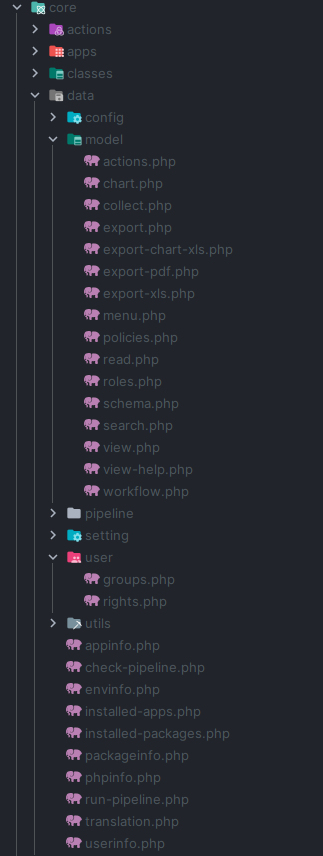 core
actions
apps
classes
data
config
model
actions.php
chart.php
collect.php
export.php
export-chart-xls.php
export-pdf.php
export-xls.php
menu.php
policies.php
read.php
roles.php
schema.php
search.php
view.php
view-help.php
workflow.php
pipeline
setting
user
groups.php
rights.php
utils
appinfo.php
check-pipeline.php
envinfo.php
installed-apps.php
installed-packages.php
packageinfo.php
phpinfo.php
run-pipeline.php
translation.php
userinfo.php